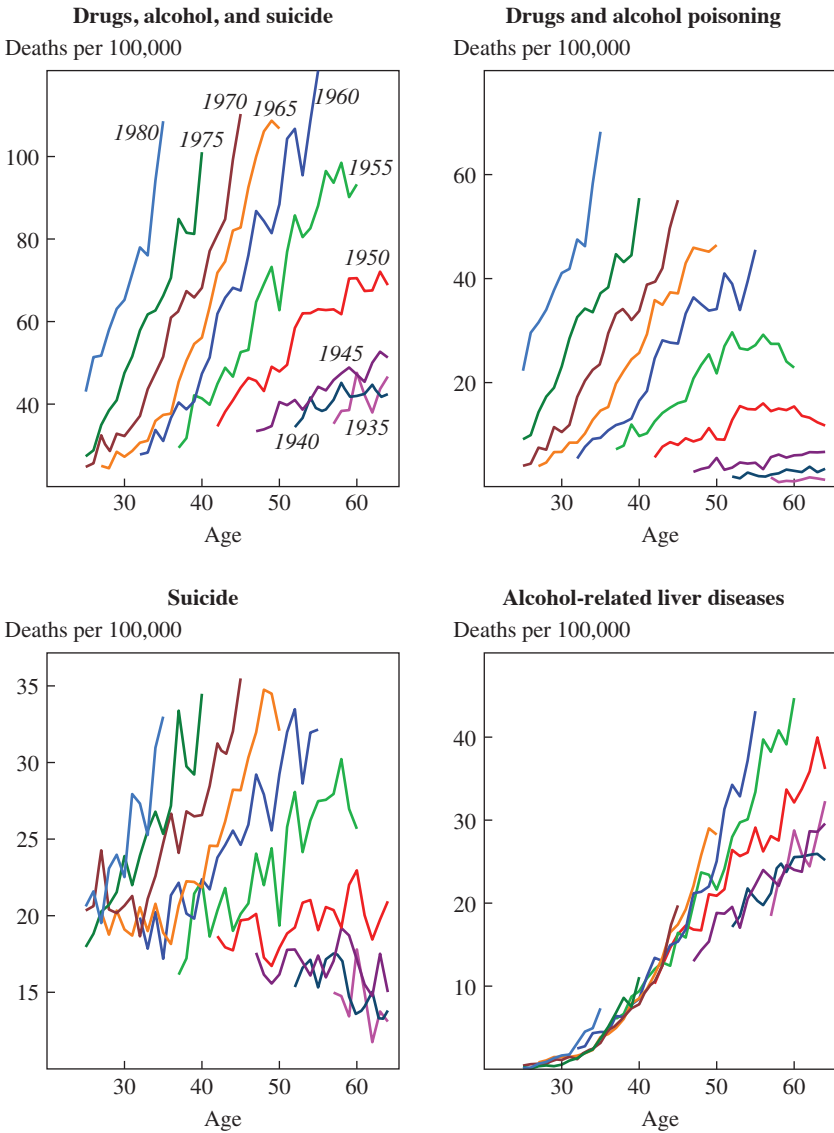 Drugs, alcohol, and suicide
Deaths per 100,000
100
80
60
40
1980
1975
1970
1965
1960
1955
1950
1945
1940
1935
30 40 50 60
Age
Drugs and alcohol poisoning
Deaths per 100,000
60
40
20
30 40 50 60
Age
Suicide
Deaths per 100,000
35
30
25
20
15
30 40 50 60
Age
Alcohol-related liver diseases
Deaths per 100,000
40
30
20
10
30 40 50 60
Age